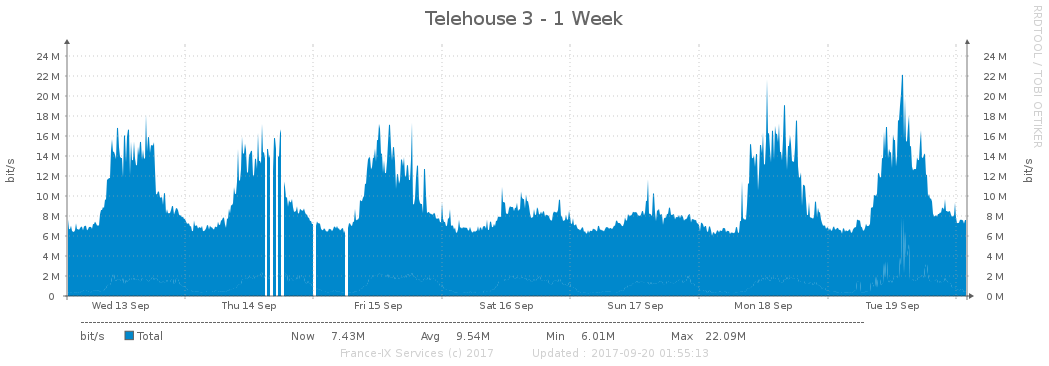 Telehouse 3 - 1 Week
RRDTOOL / TOBI OETIKER
bit/s
24 M 24 M
22 M 22 M
20 M 20 M
18 M 18 M
16 M 16 M
14 M 14 M
12 M 12 M
10 M 10 M
8 M 8 M
6 M 6 M
4 M 4 M
2 M 2 M
0 0 M
bit/s
Wed 13 Sep Thu 14 Sep Fri 15 Sep Sat 16 Sep Sun 17 Sep Mon 18 Sep Tue 19 Sep
bit/s Total Now 7.43M Avg 9.54M Min 6.01M Max 22.09M
France-IX Services (c) 2017 Updated : 2017-09-20 01:55:13